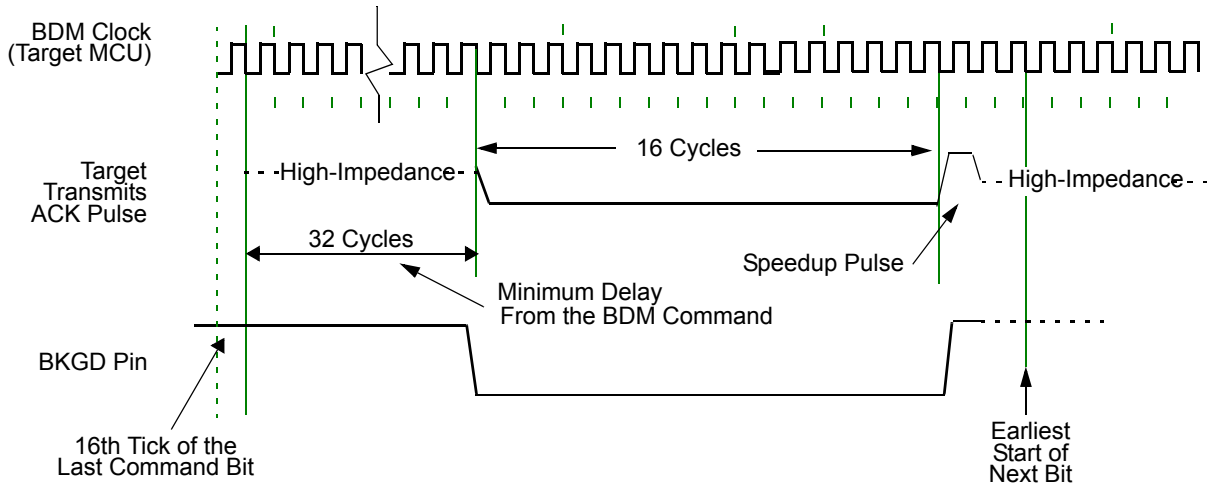 BDM Clock
(Target MCU)
16 Cycles
Target
Transmits
ACK Pulse
High-Impedance
High-Impedance
32 Cycles
Speedup Pulse
Minimum Delay
From the BDM Command
BKGD Pin
16th Tick of the
Last Command Bit
Earliest
Start of
Next Bit